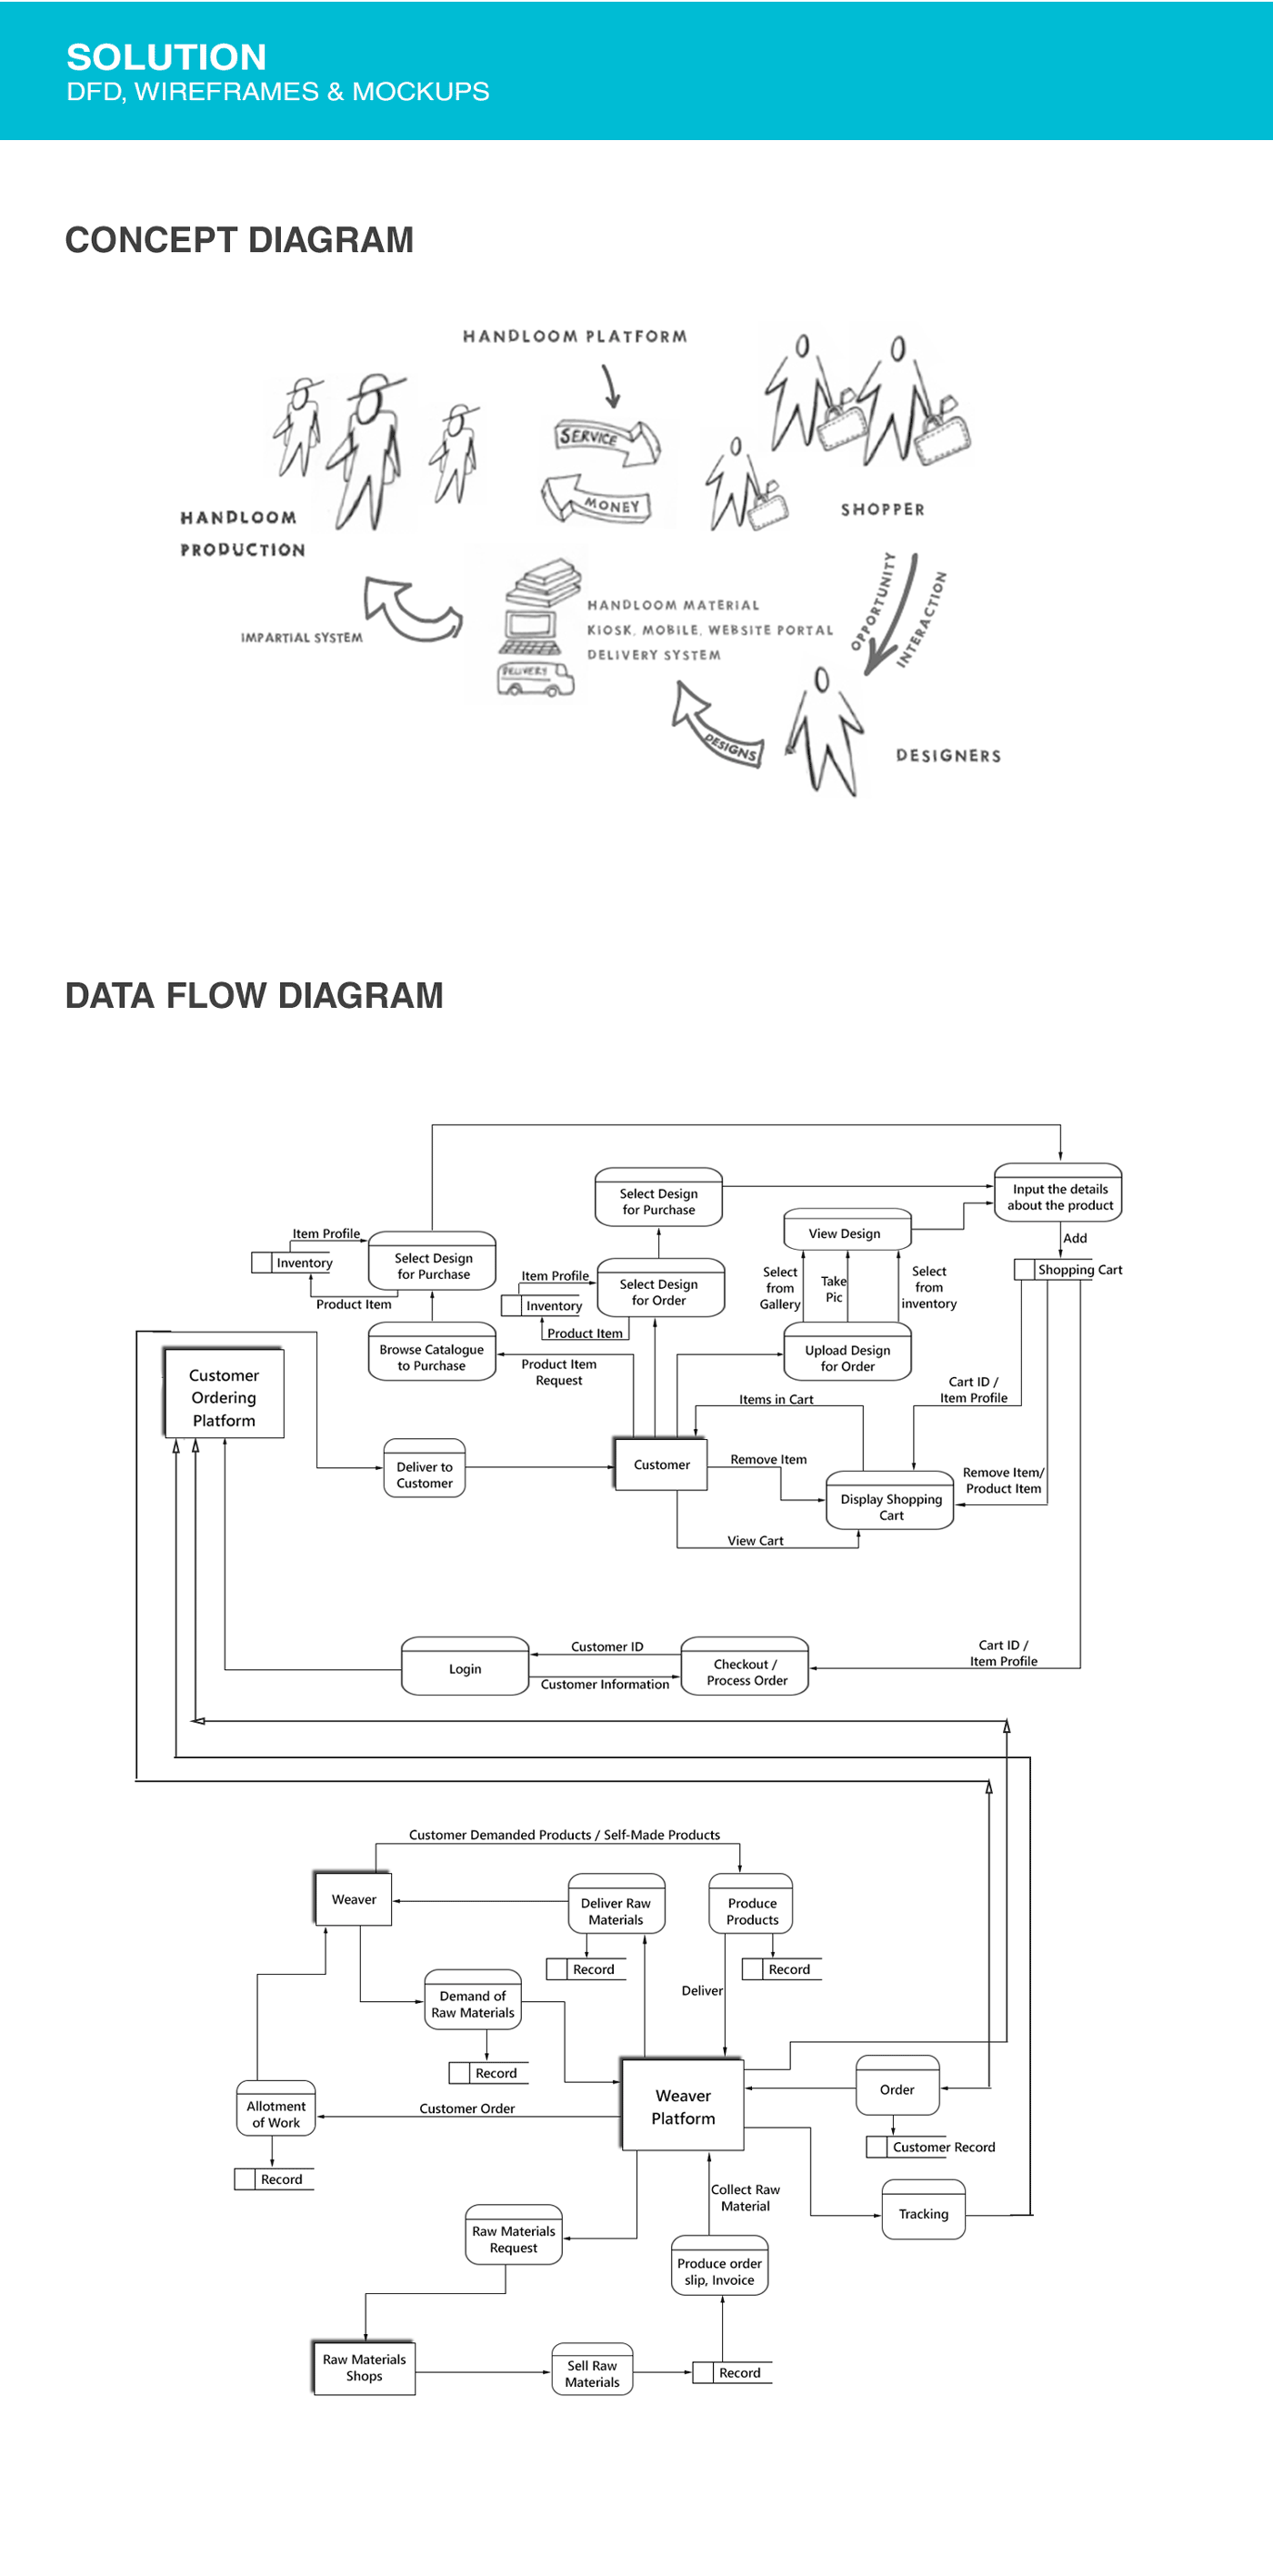 SOLUTION
DFD, WIREFRAMES & MOCKUPS
CONCEPT DIAGRAM
HANDLOOM PLATFORM
SERVICE
MONEY
HANDLOOM
PRODUCTION
SHOPPER
OPPORTUNITY
INTERACTION
HANDLOOM MATERIAL
KIOSK, MOBILE, WEBSITE PORTAL
DELIVERY SYSTEM
IMPARTIAL SYSTEM
DELIVERY
DESIGNS
DESIGNERS
DATA FLOW DIAGRAM
Select Design
for Purchase
Input the details
about the product
View Design
Item Profile
Inventory
Select Design
for Purchase
Product Item
Add
Shopping Cart
Item Profile
Inventory
Select Design
for Order
Product Item
Select
from
Gallery
Take
Pic
Select
from
inventory
Browse Catalogue
to Purchase
Product Item
Request
Upload Design
for Order
Customer
Ordering
Platform
Cart ID /
Item Profile
Items in Cart
Deliver to
Customer
Customer
Remove Item
Remove Item/
Product Item
Display Shopping
Cart
View Cart
Login
Customer ID
Customer Information
Checkout /
Process Order
Cart ID /
Item Profile
Customer Demanded Products / Self-Made Products
Weaver
Deliver Raw
Materials
Produce
Products
Record
Record
Deliver
Demand of
Raw Materials
Record
Weaver
Platform
Order
Customer Record
Allotment
of Work
Customer Order
Record
Collect Raw
Material
Tracking
Raw Materials
Request
Produce order
slip, Invoice
Raw Materials
Shops
Sell Raw
Materials
Record